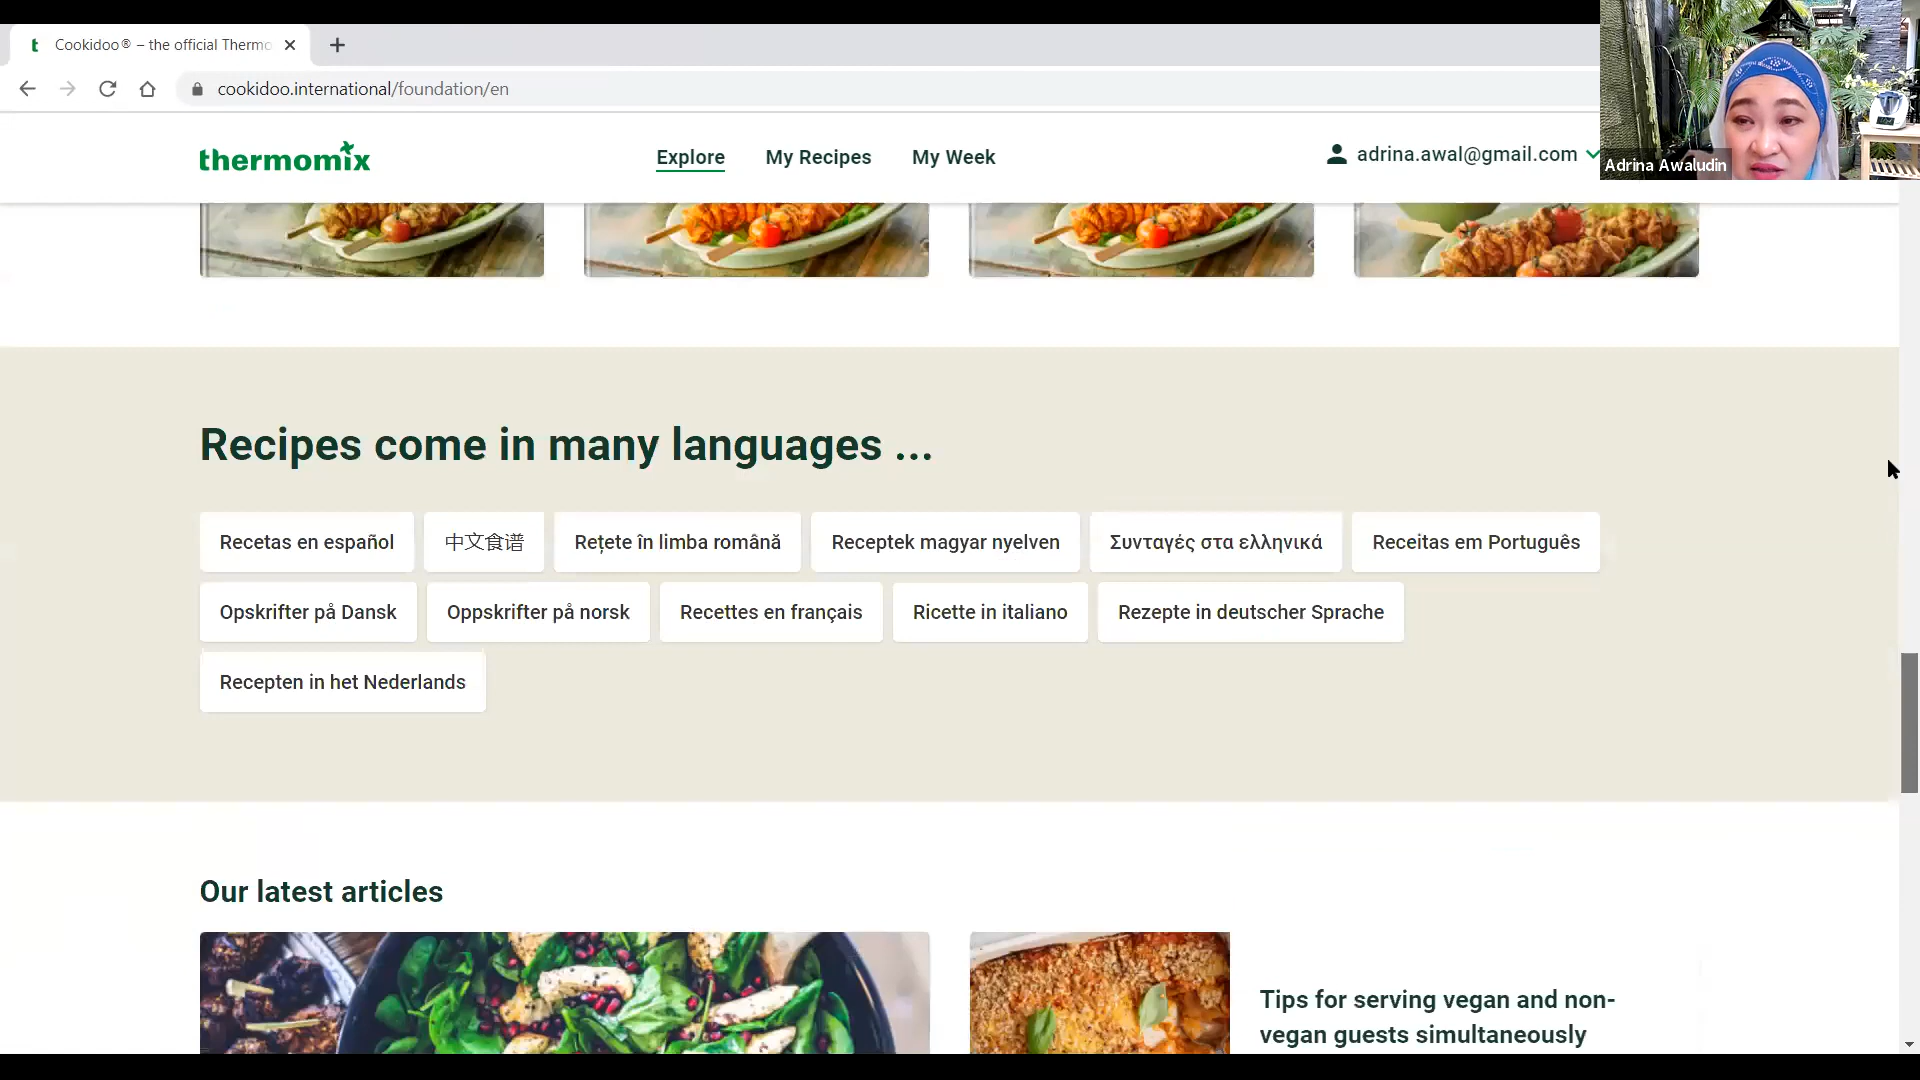 Cookidoo® – the official Thermo
cookidoo.international/foundation/en
thermomix
Explore
My Recipes
My Week
adrina.awal@gmail.com
Adrina Awaludin
Recipes come in many languages ...
Recetas en español
中文食谱
Rețete în limba română
Receptek magyar nyelven
Συνταγές στα ελληνικά
Receitas em Português
Opskrifter på Dansk
Oppskrifter på norsk
Recettes en français
Ricette in italiano
Rezepte in deutscher Sprache
Recepten in het Nederlands
Our latest articles
Tips for serving vegan and non-
vegan guests simultaneously